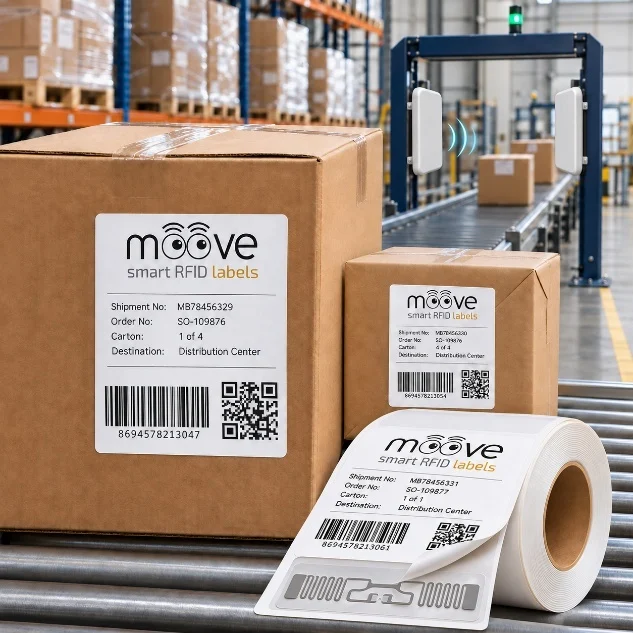 moove
smart RFID labels
Shipment No: MB78456329
Order No: SO-109876
Carton: 1 of 4
Destination: Distribution Center
8694578213047
moove
smart RFID labels
Shipment No: MB78456330
Order No: SO-109876
Carton: 4 of 4
Destination: Distribution Center
8694578213054
moove
smart RFID labels
Shipment No: MB78456331
Order No: SO-109877
Carton: 1 of 1
Destination: Distribution Center
8694578213061